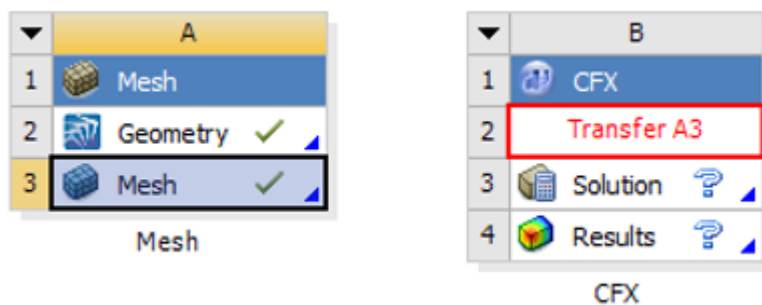 A
1 Mesh
2 Geometry
3 Mesh
Mesh
B
1 CFX
2 Transfer A3
3 Solution
4 Results
CFX